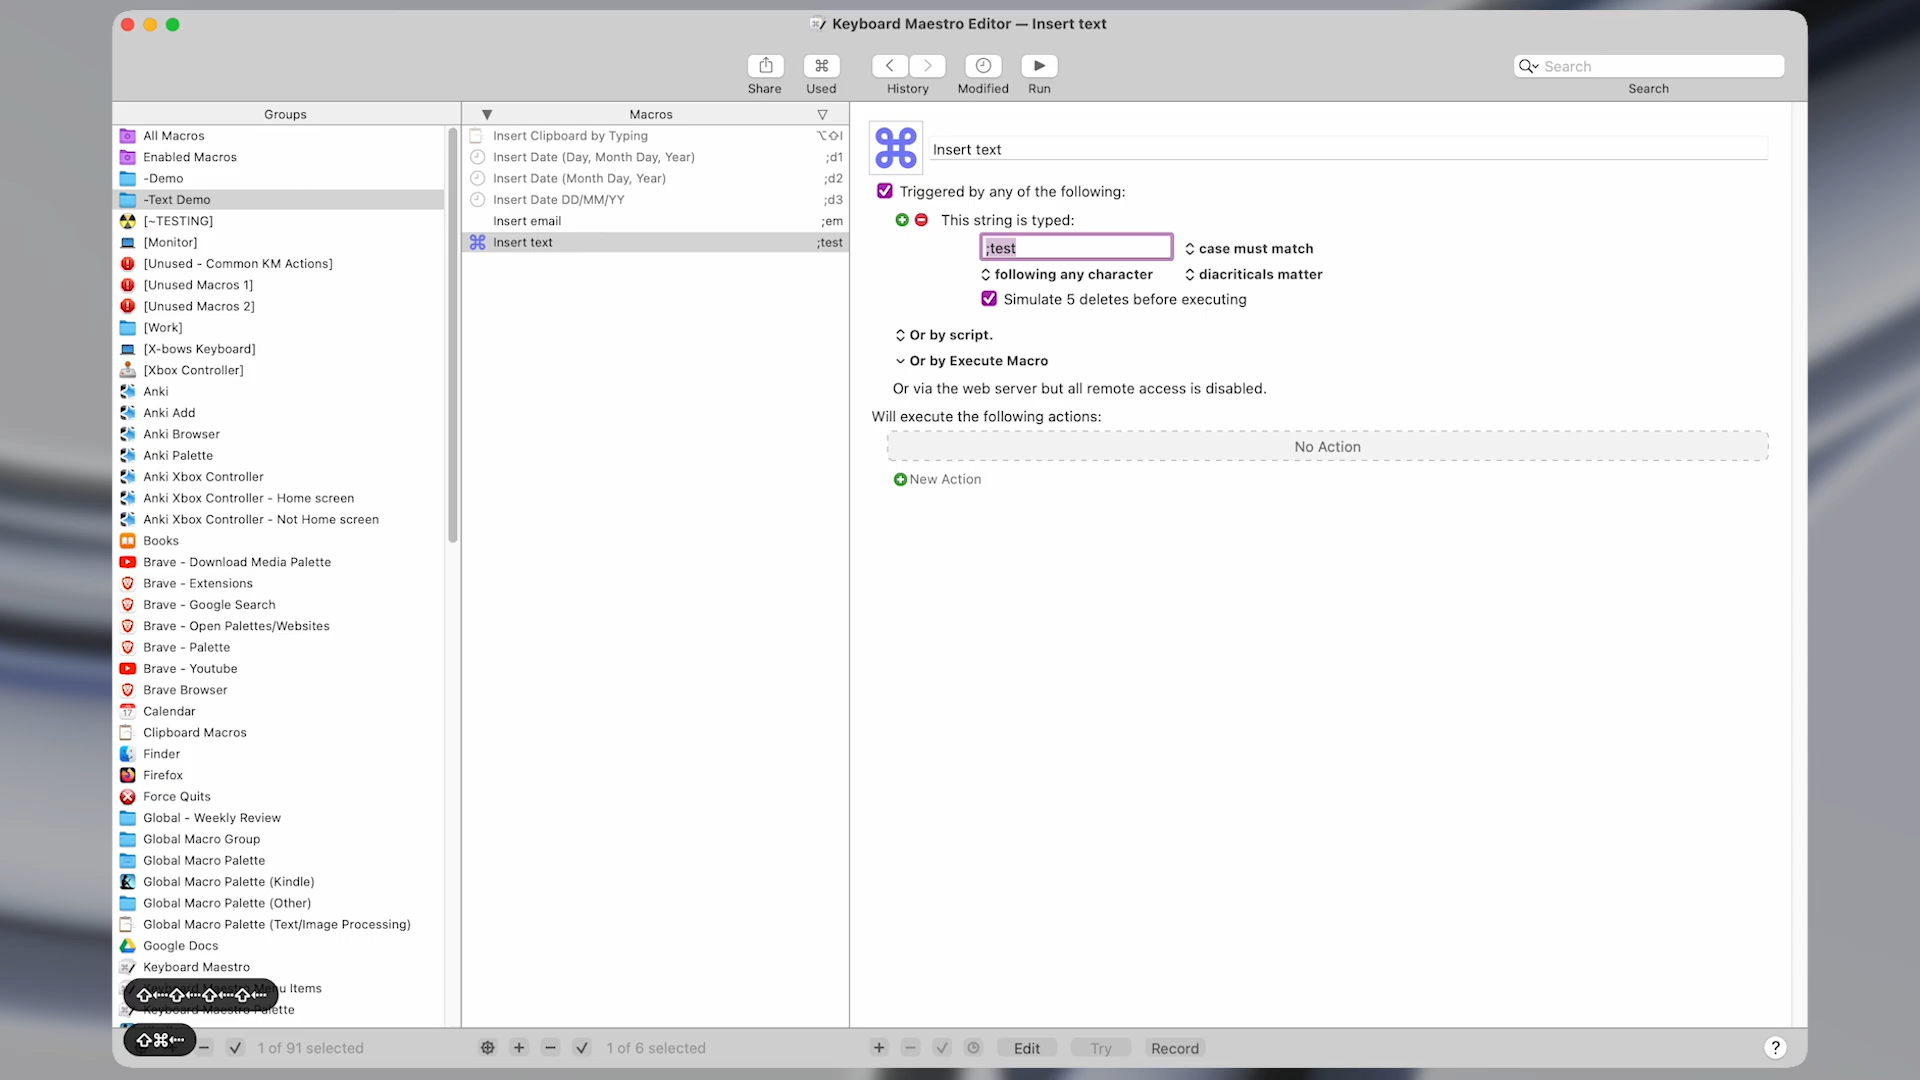 Keyboard Maestro Editor — Insert text
Share
Used
History
Modified
Run
Search
Search
Groups
All Macros
Enabled Macros
-Demo
-Text Demo
[~TESTING]
[Monitor]
[Unused - Common KM Actions]
[Unused Macros 1]
[Unused Macros 2]
[Work]
[X-bows Keyboard]
[Xbox Controller]
Anki
Anki Add
Anki Browser
Anki Palette
Anki Xbox Controller
Anki Xbox Controller - Home screen
Anki Xbox Controller - Not Home screen
Books
Brave - Download Media Palette
Brave - Extensions
Brave - Google Search
Brave - Open Palettes/Websites
Brave - Palette
Brave - Youtube
Brave Browser
Calendar
Clipboard Macros
Finder
Firefox
Force Quits
Global - Weekly Review
Global Macro Group
Global Macro Palette
Global Macro Palette (Kindle)
Global Macro Palette (Other)
Global Macro Palette (Text/Image Processing)
Google Docs
Keyboard Maestro
Keyboard Maestro Menu Items
Keyboard Maestro Palette
1 of 91 selected
Macros
Insert Clipboard by Typing ⌥⇧I
Insert Date (Day, Month Day, Year) ;d1
Insert Date (Month Day, Year) ;d2
Insert Date DD/MM/YY ;d3
Insert email ;em
Insert text ;test
1 of 6 selected
Insert text
Triggered by any of the following:
This string is typed:
;test
case must match
following any character
diacriticals matter
Simulate 5 deletes before executing
Or by script.
Or by Execute Macro
Or via the web server but all remote access is disabled.
Will execute the following actions:
No Action
New Action
Edit
Try
Record
?